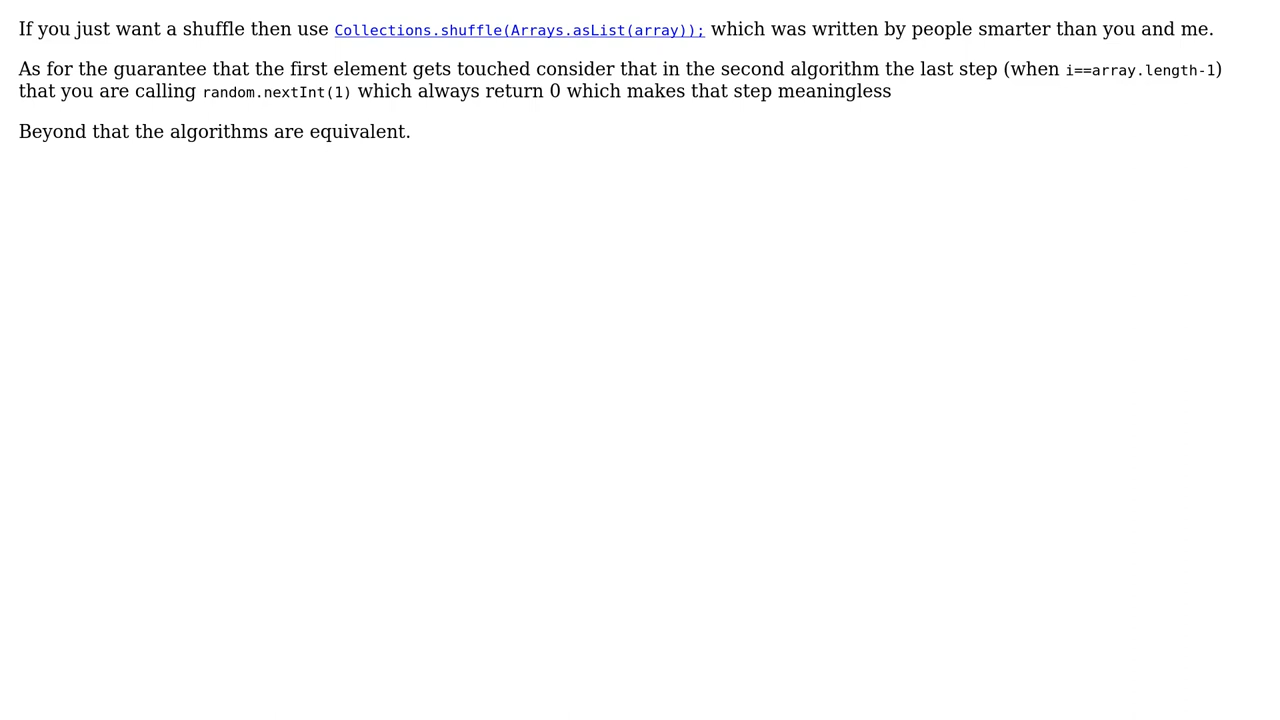 If you just want a shuffle then use Collections.shuffle(Arrays.asList(array)); which was written by people smarter than you and me.
As for the guarantee that the first element gets touched consider that in the second algorithm the last step (when i==array.length-1)
that you are calling random.nextInt(1) which always return 0 which makes that step meaningless
Beyond that the algorithms are equivalent.